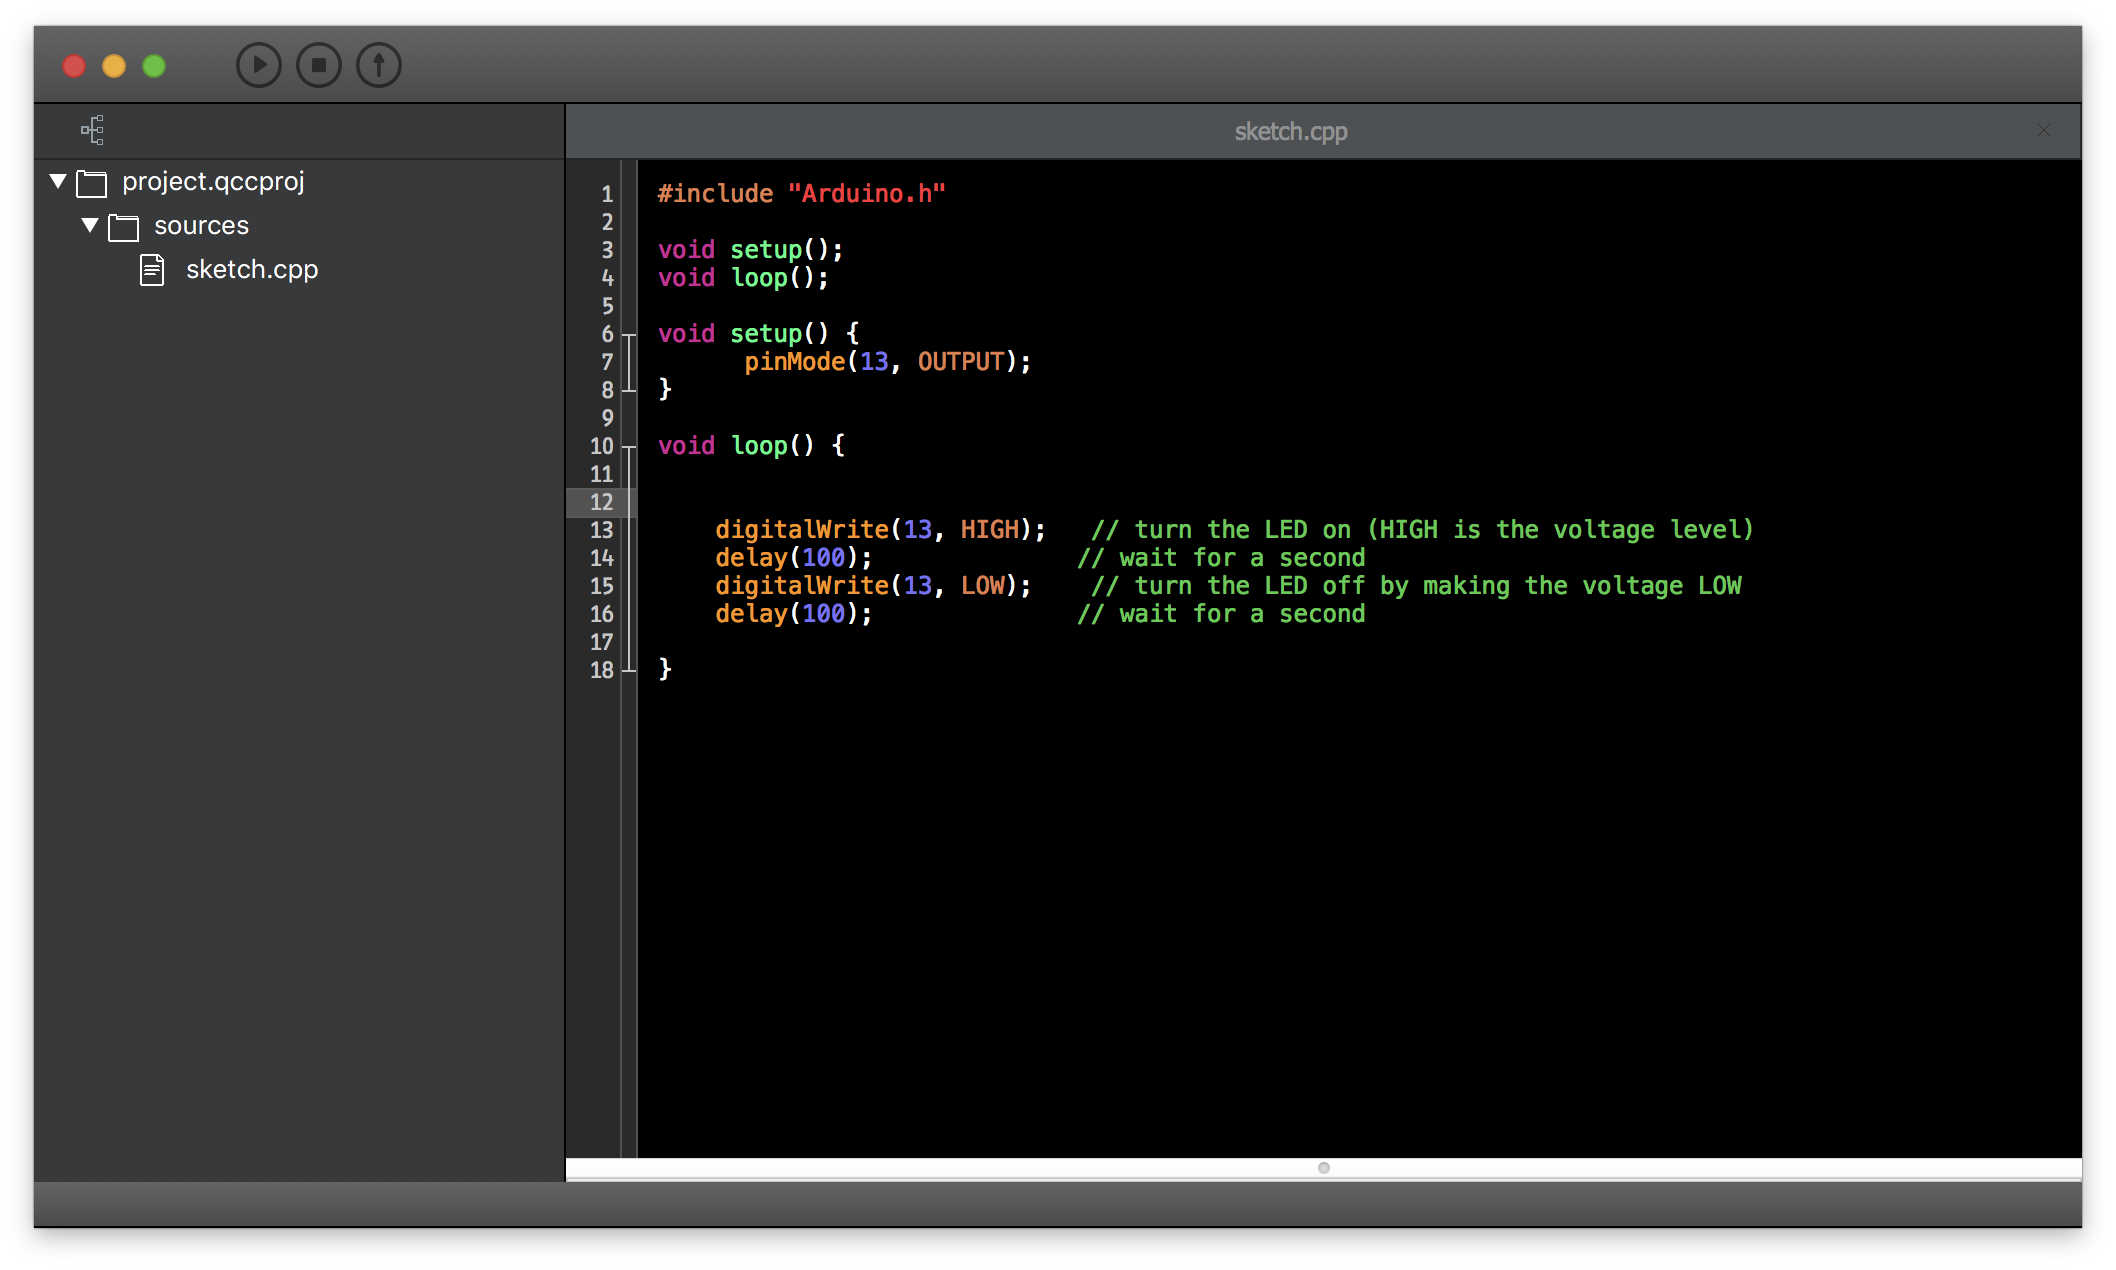 sketch.cpp
project.qccproj
sources
sketch.cpp
1 #include "Arduino.h"
2
3 void setup();
4 void loop();
5
6 void setup() {
7       pinMode(13, OUTPUT);
8 }
9
10 void loop() {
11
12
13     digitalWrite(13, HIGH);   // turn the LED on (HIGH is the voltage level)
14     delay(100);              // wait for a second
15     digitalWrite(13, LOW);    // turn the LED off by making the voltage LOW
16     delay(100);              // wait for a second
17
18 }